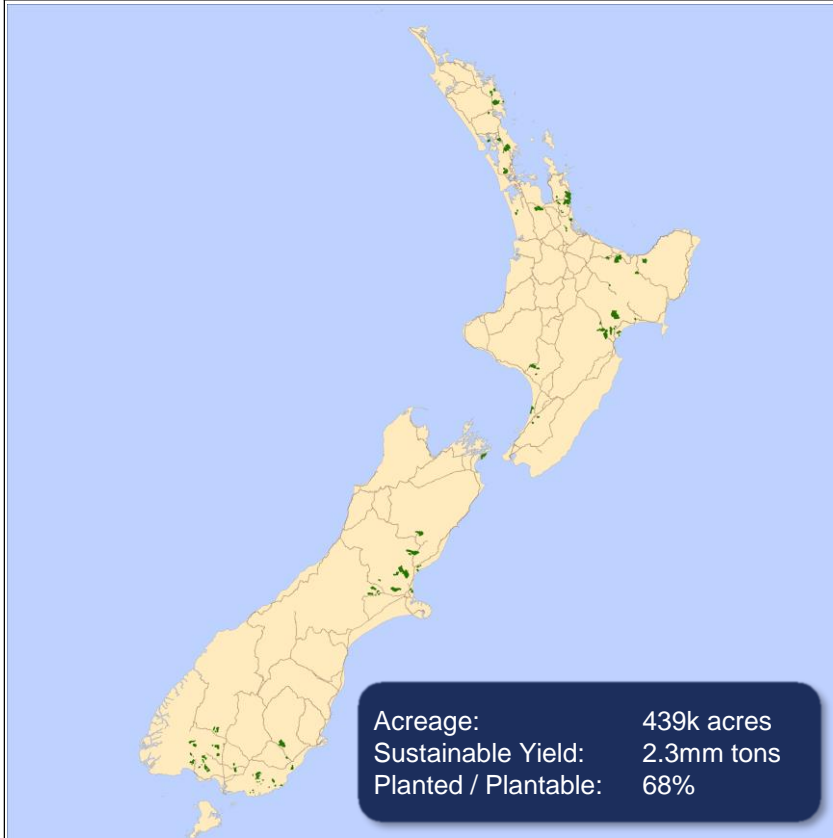 Acreage: 439k acres
Sustainable Yield: 2.3mm tons
Planted / Plantable: 68%